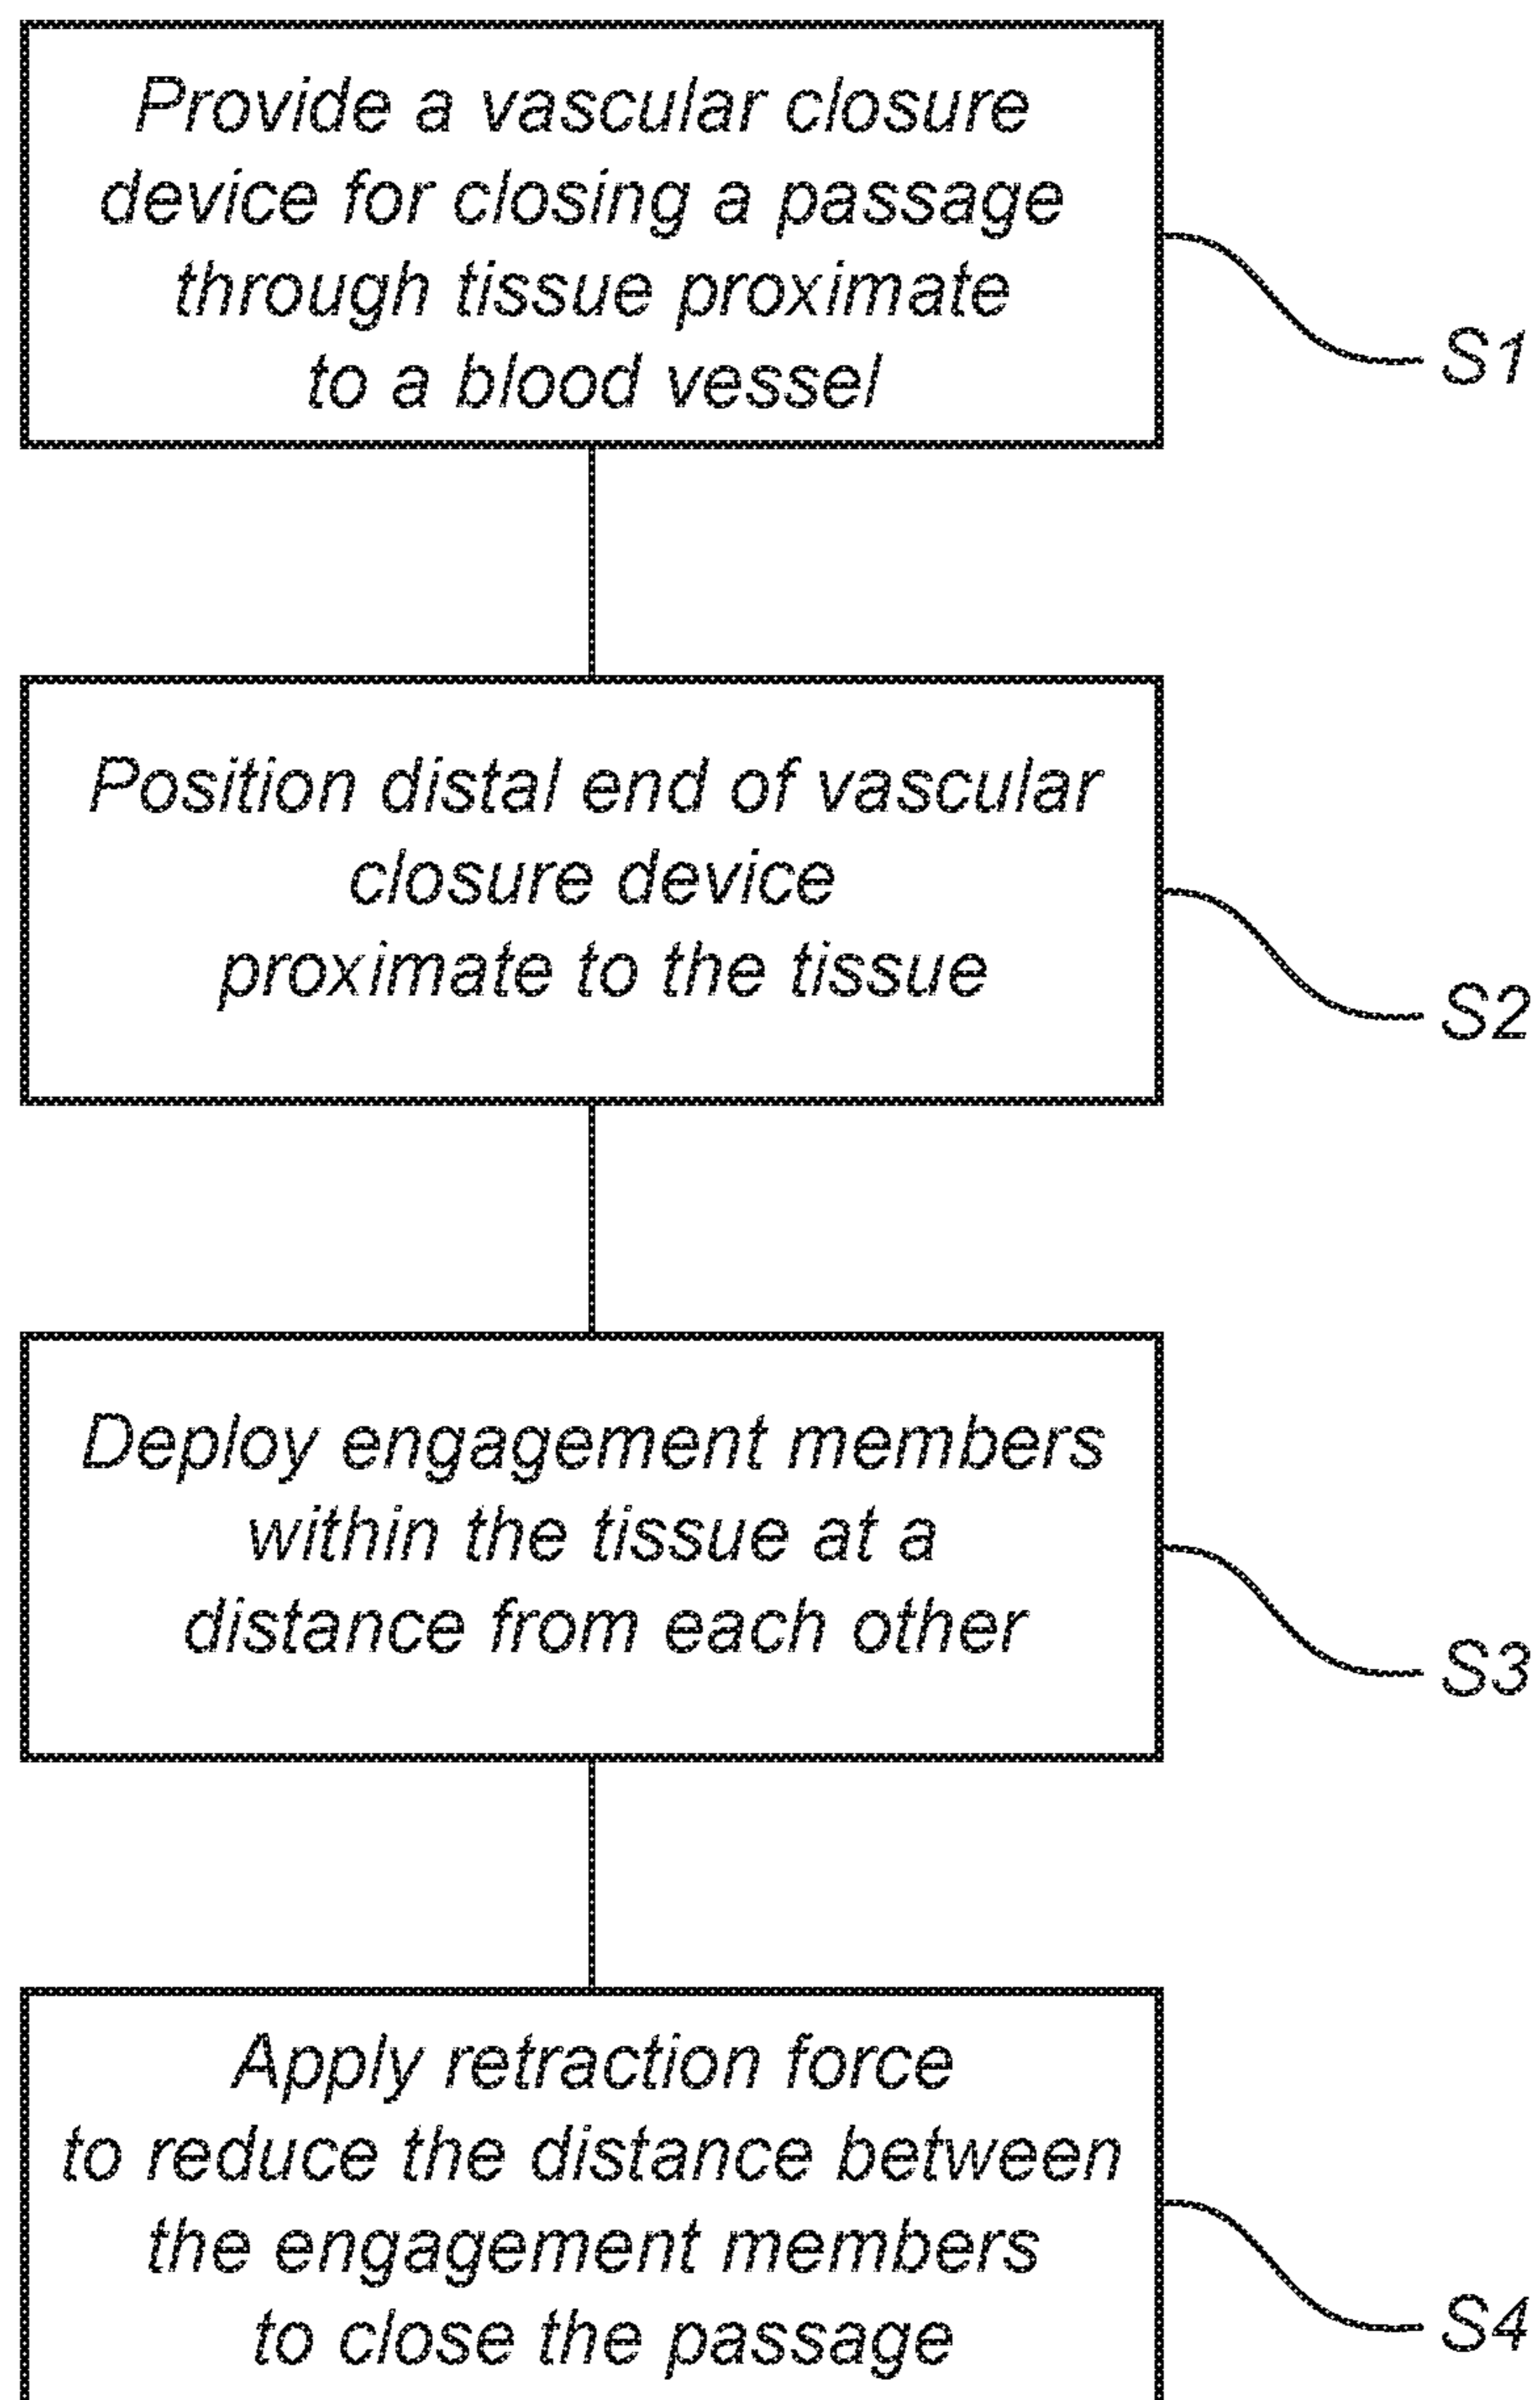 Provide a vascular closure
device for closing a passage
through tissue proximate
to a blood vessel
S1
Position distal end of vascular
closure device
proximate to the tissue
S2
Deploy engagement members
within the tissue at a
distance from each other
S3
Apply retraction force
to reduce the distance between
the engagement members
to close the passage
S4